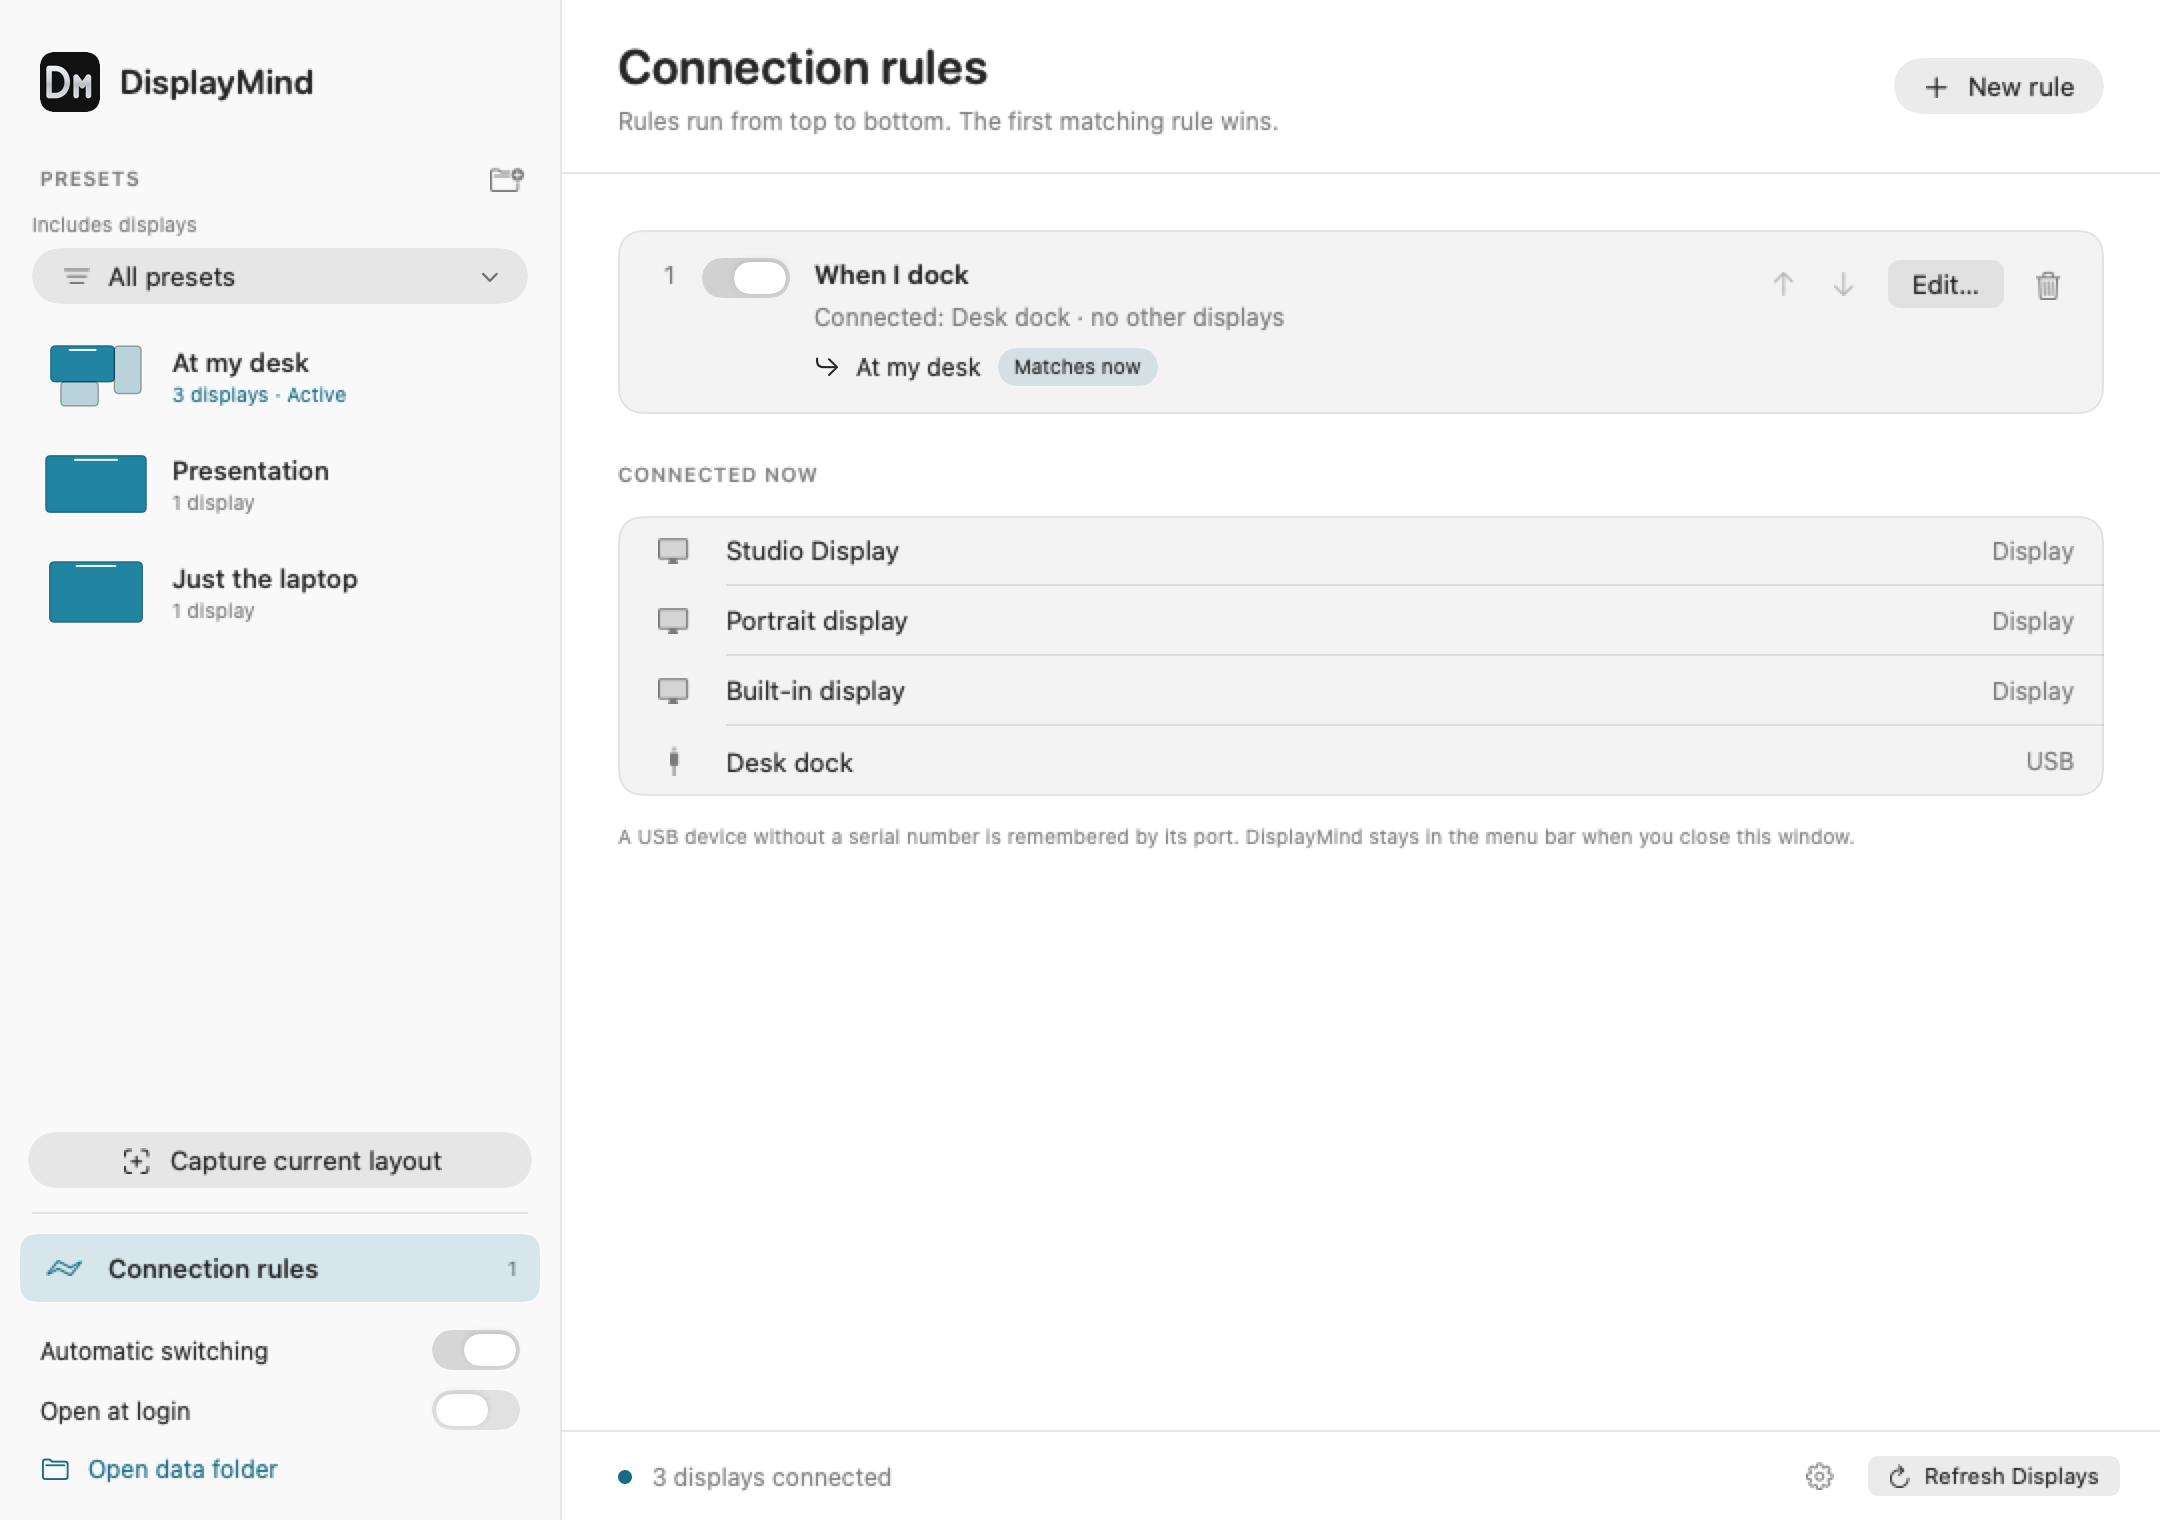 DM DisplayMind
PRESETS
Includes displays
All presets
At my desk
3 displays · Active
Presentation
1 display
Just the laptop
1 display
Capture current layout
Connection rules 1
Automatic switching
Open at login
Open data folder
Connection rules
Rules run from top to bottom. The first matching rule wins.
+ New rule
1 When I dock
Connected: Desk dock · no other displays
At my desk Matches now
Edit...
CONNECTED NOW
Studio Display Display
Portrait display Display
Built-in display Display
Desk dock USB
A USB device without a serial number is remembered by its port. DisplayMind stays in the menu bar when you close this window.
3 displays connected
Refresh Displays